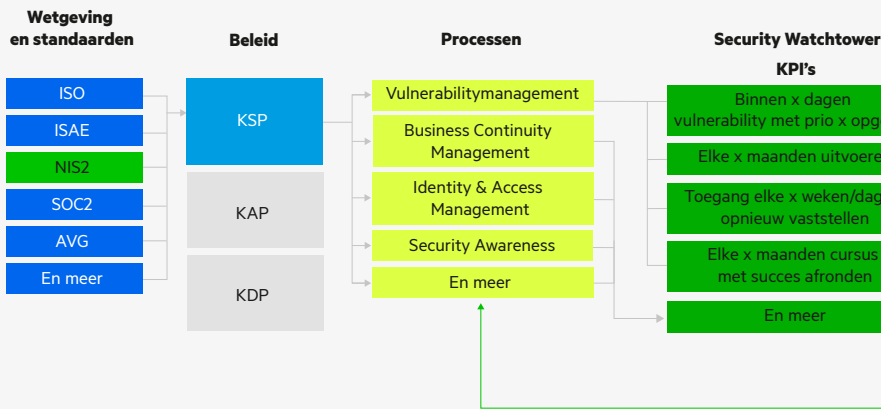 Wetgeving
en standaarden
Beleid
Processen
Security Watchtower
KPI's
ISO
ISAE
NIS2
SOC2
AVG
En meer
KSP
KAP
KDP
Vulnerabilitymanagement
Business Continuity
Management
Identity & Access
Management
Security Awareness
En meer
Binnen x dagen
vulnerability met prio x
Elke x maanden
Toegang elke x
opnieuw vaststellen
Elke x maanden cursus
met succes afronden
En meer